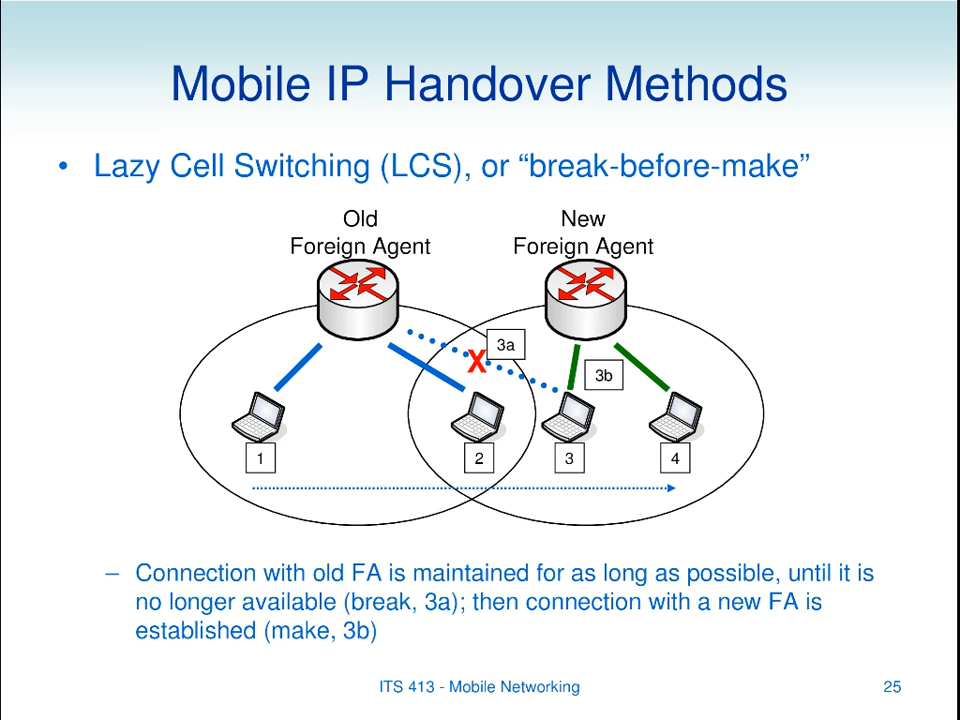 Mobile IP Handover Methods
• Lazy Cell Switching (LCS), or “break-before-make”
Old
Foreign Agent
New
Foreign Agent
X
3a
3b
1
2
3
4
– Connection with old FA is maintained for as long as possible, until it is
no longer available (break, 3a); then connection with a new FA is
established (make, 3b)
ITS 413 - Mobile Networking
25